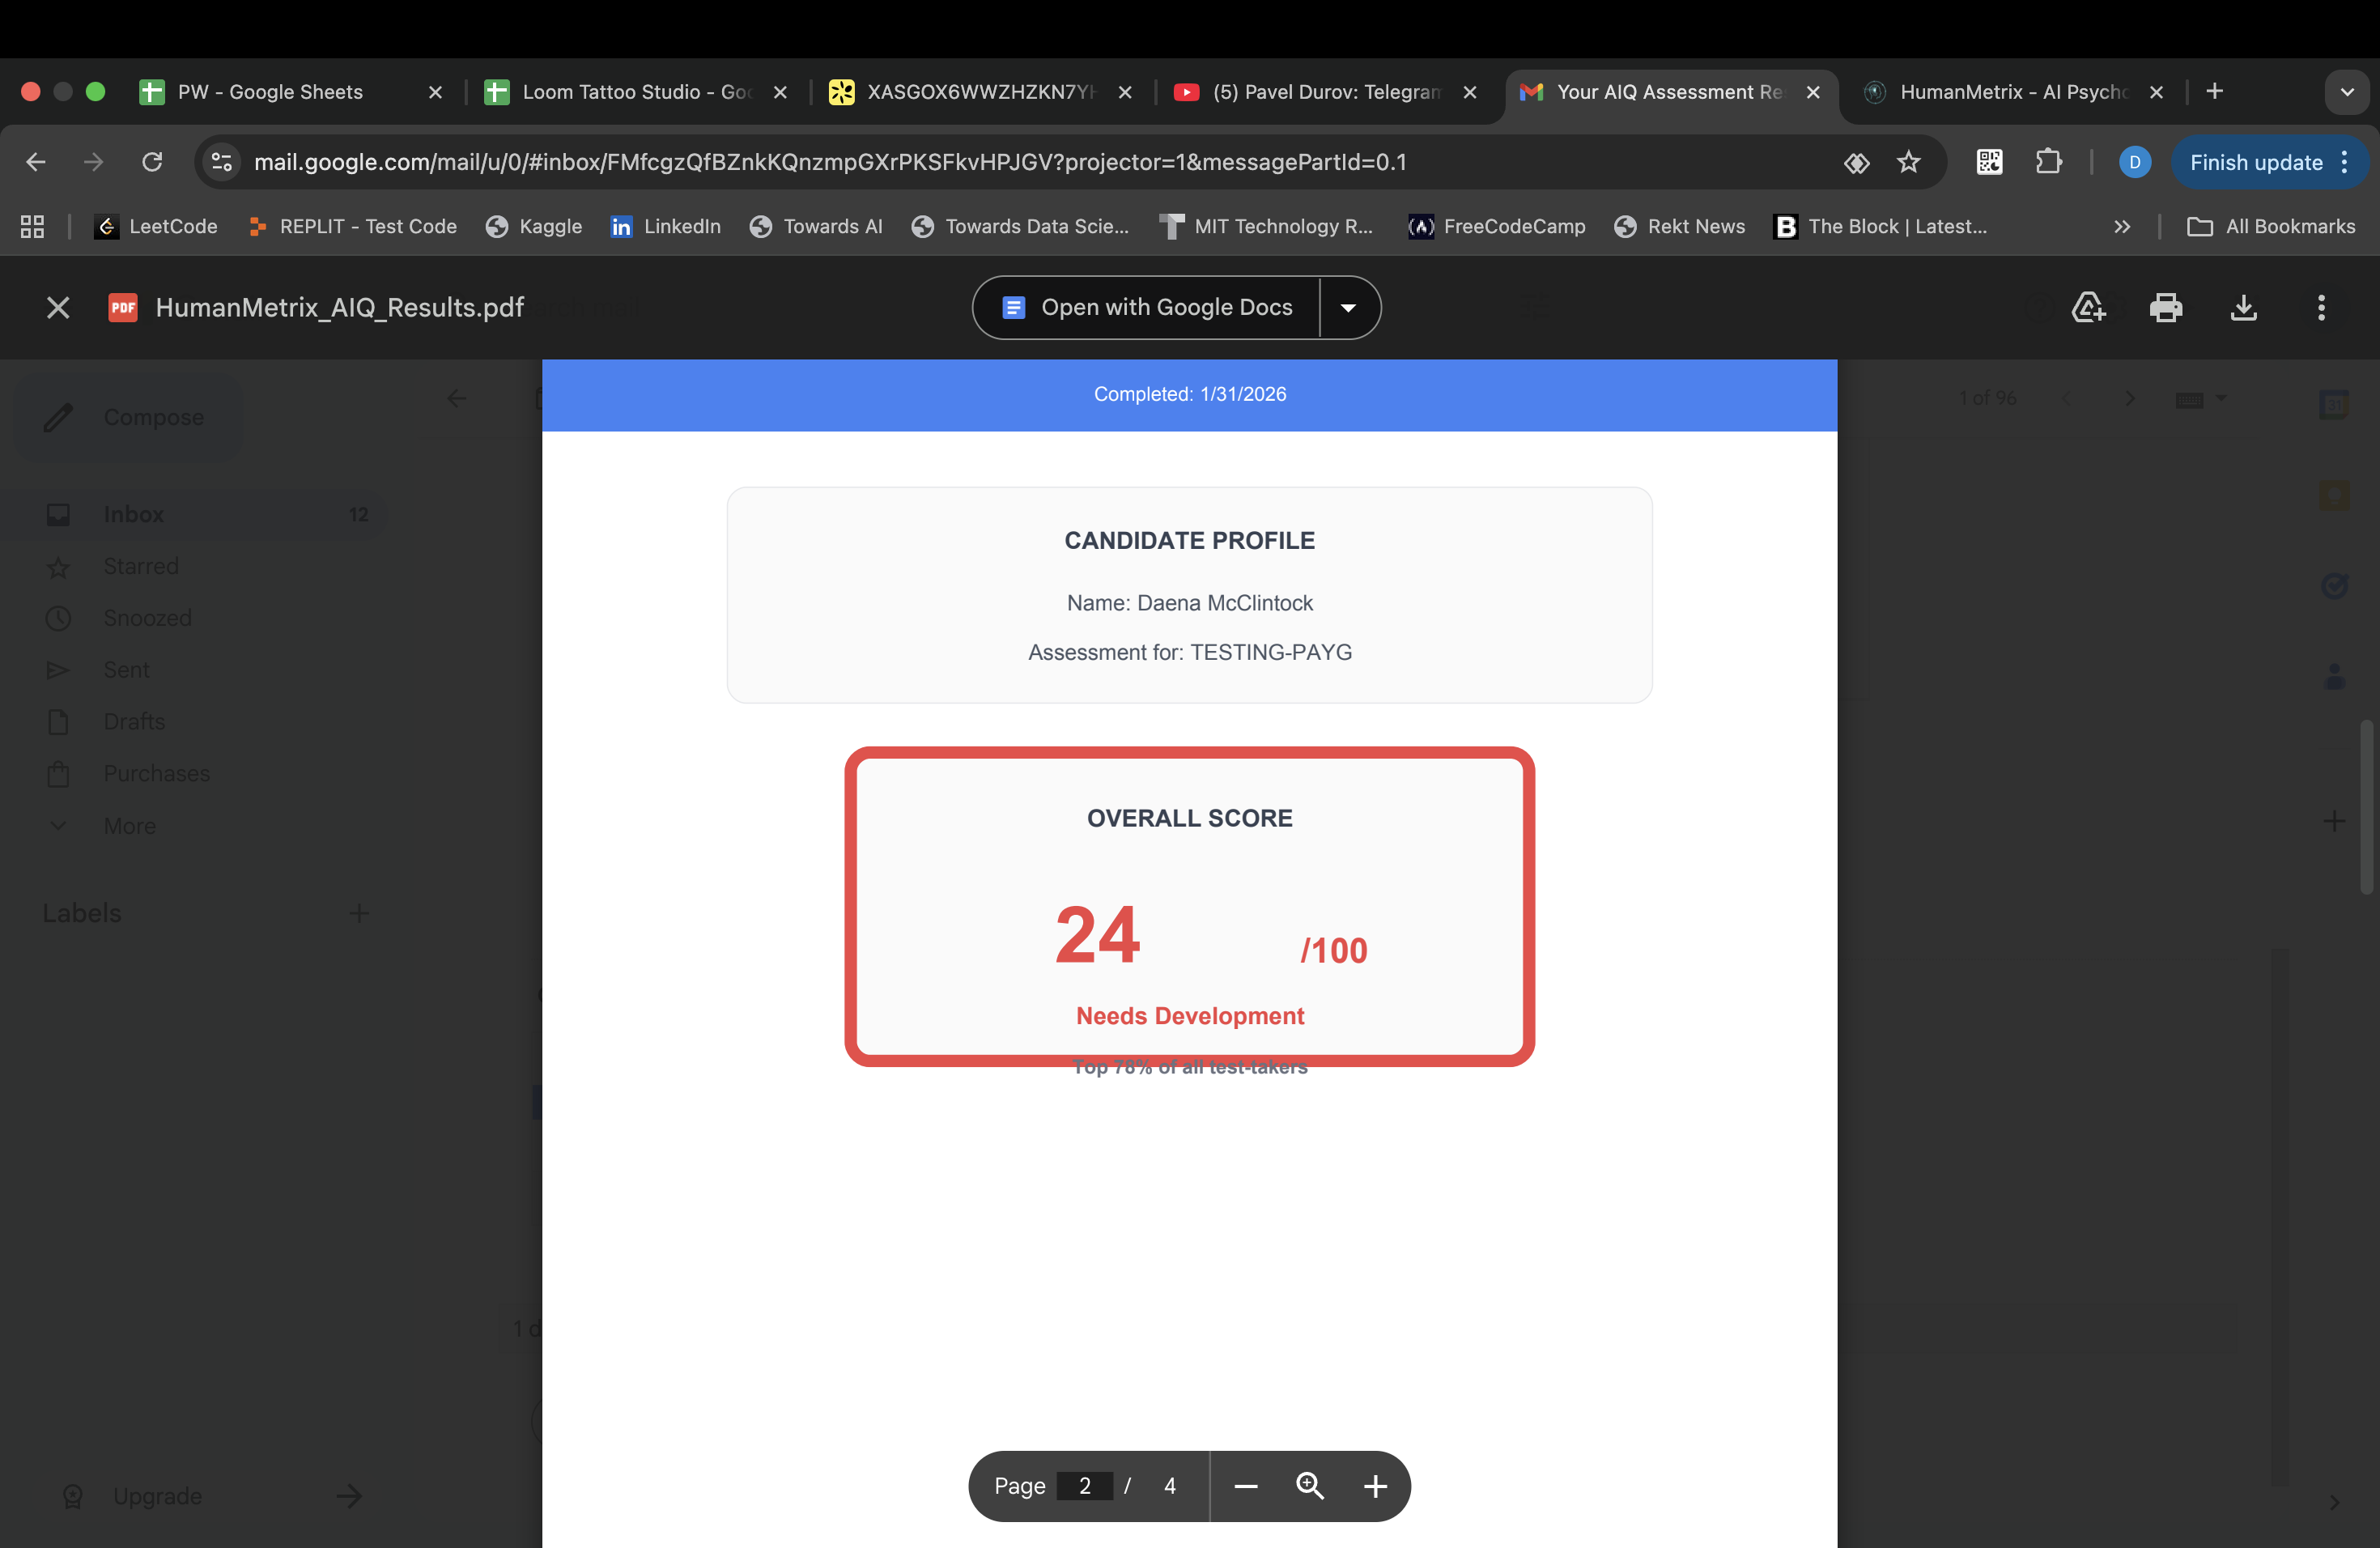 PW - Google Sheets
Loom Tattoo Studio - Goo
XASGOX6WWZHZKN7YH
(5) Pavel Durov: Telegram
Your AIQ Assessment Re
HumanMetrix - AI Psycho
mail.google.com/mail/u/0/#inbox/FMfcgzQfBZnkKQnzmpGXrPKSFkvHPJGV?projector=1&messagePartId=0.1
D
Finish update
LeetCode
REPLIT - Test Code
Kaggle
LinkedIn
Towards AI
Towards Data Scie...
MIT Technology R...
FreeCodeCamp
Rekt News
The Block | Latest...
All Bookmarks
PDF
HumanMetrix_AIQ_Results.pdf
Open with Google Docs
Completed: 1/31/2026
Compose
1 of 96
31
Inbox
12
Starred
Snoozed
Sent
Drafts
Purchases
More
Labels
CANDIDATE PROFILE
Name: Daena McClintock
Assessment for: TESTING-PAYG
OVERALL SCORE
24
/100
Needs Development
Top 78% of all test-takers
Upgrade
Page 2 / 4